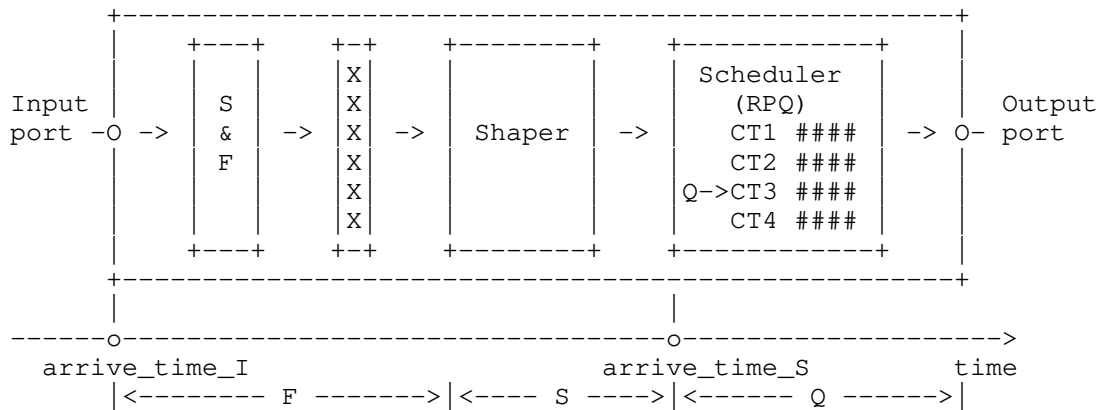 +---------------------------------------------------+
|    +---+    +-+    +--------+    +------------+    |
|    |   |    |X|    |        |    | Scheduler  |    |
Input |    | S |    |X|    |        |    |   (RPQ)    |    | Output
port -O -> | & | -> |X| -> | Shaper | -> |   CT1 #### | -> O- port
|    | F |    |X|    |        |    |   CT2 #### |    |
|    |   |    |X|    |        |    |Q->CT3 #### |    |
|    |   |    |X|    |        |    |   CT4 #### |    |
|    +---+    +-+    +--------+    +------------+    |
+---------------------------------------------------+
|                                  |
------o----------------------------------o-------------------->
arrive_time_I                      arrive_time_S         time
|<-------- F ------->|<---- S ---->|<------ Q ------>|